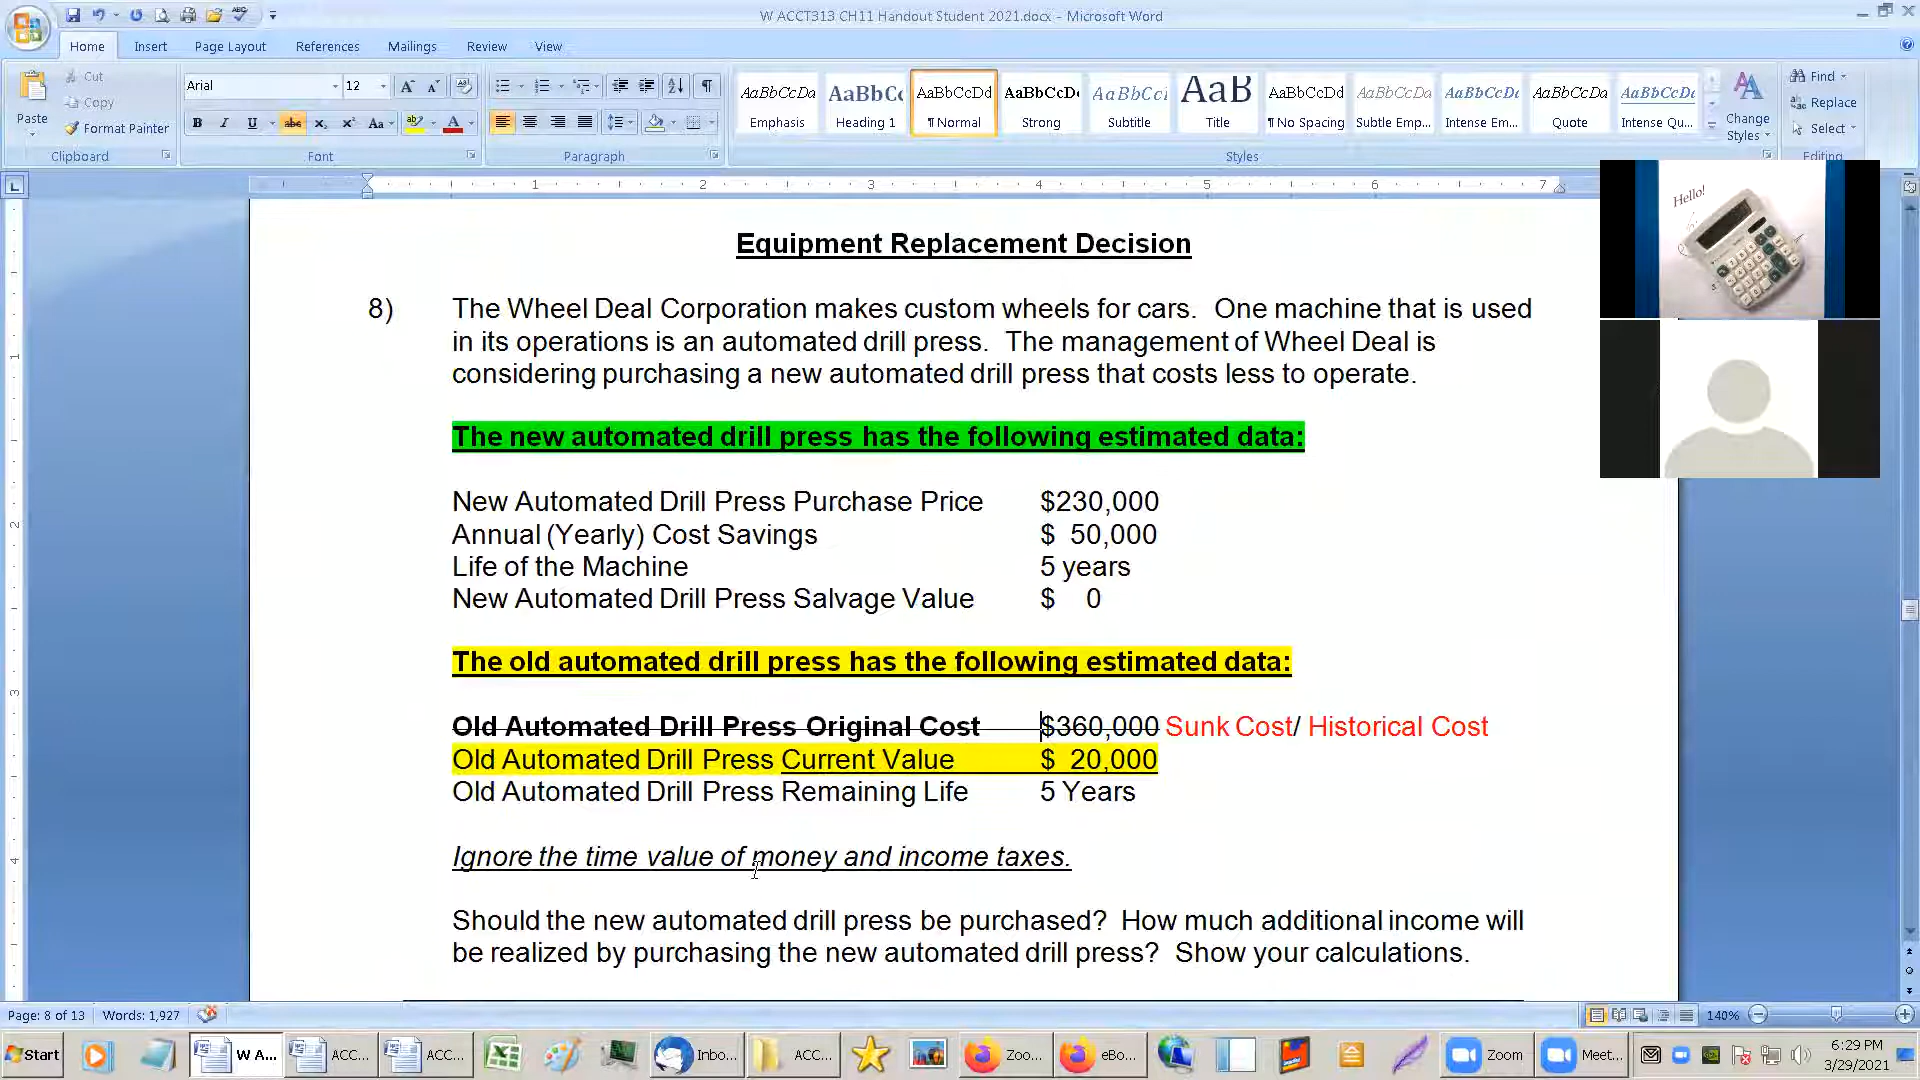 W ACCT313 CH11 Handout Student 2021.docx - Microsoft Word
Home Insert Page Layout References Mailings Review View
Cut
Copy
Format Painter
Paste
Clipboard
Arial 12
Font
Paragraph
AaBbCcDa AaBbCc AaBbCcDd AaBbCcDc AaBbCcI AaB AaBbCcDd AaBbCcDd AaBbCcDc AaBbCcDa AaBbCcDc
Emphasis Heading 1 ¶ Normal Strong Subtitle Title ¶ No Spacing Subtle Emp... Intense Em... Quote Intense Qu...
Styles
Change Styles
Find
Replace
Select
Editing
1 2 3 4 5 6 7
Hello!
Equipment Replacement Decision
8) The Wheel Deal Corporation makes custom wheels for cars. One machine that is used
in its operations is an automated drill press. The management of Wheel Deal is
considering purchasing a new automated drill press that costs less to operate.
The new automated drill press has the following estimated data:
New Automated Drill Press Purchase Price $230,000
Annual (Yearly) Cost Savings $ 50,000
Life of the Machine 5 years
New Automated Drill Press Salvage Value $ 0
The old automated drill press has the following estimated data:
Old Automated Drill Press Original Cost $360,000 Sunk Cost/ Historical Cost
Old Automated Drill Press Current Value $ 20,000
Old Automated Drill Press Remaining Life 5 Years
Ignore the time value of money and income taxes.
Should the new automated drill press be purchased? How much additional income will
be realized by purchasing the new automated drill press? Show your calculations.
Page: 8 of 13 Words: 1,927 140%
Start W A... ACC... ACC... Inbo... ACC... Zoo... eBo... Zoom Meet... 6:29 PM
3/29/2021